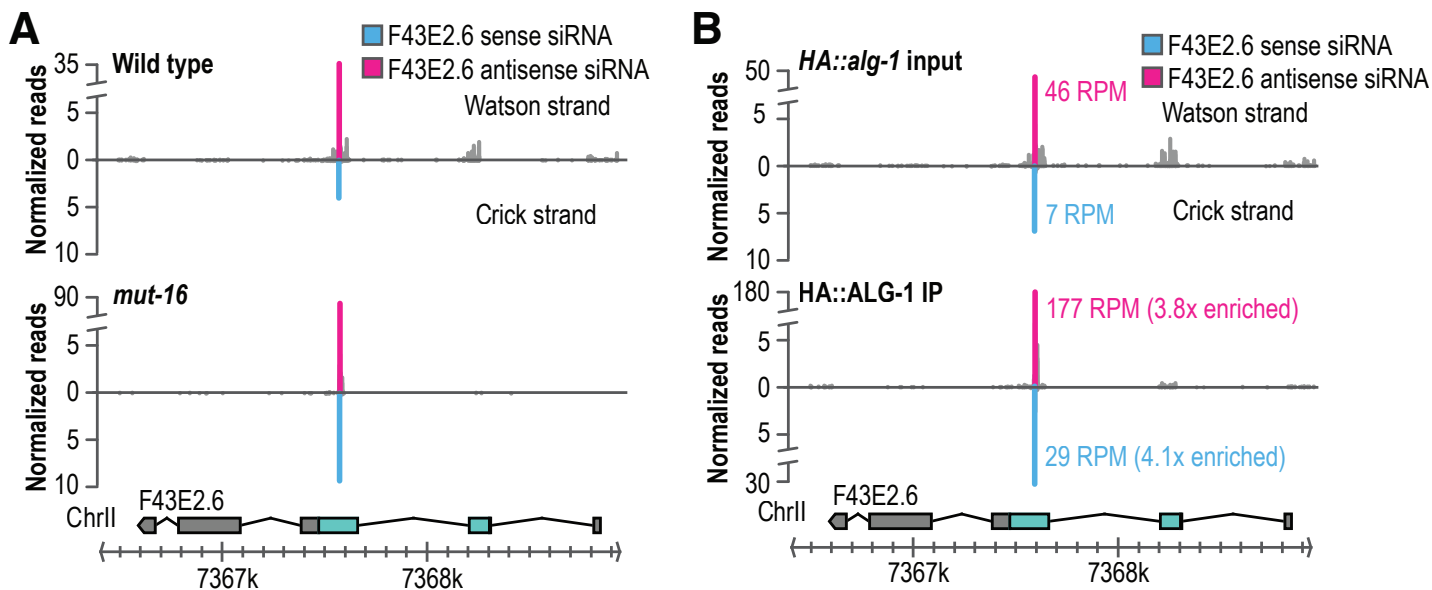 A
Wild type
F43E2.6 sense siRNA
F43E2.6 antisense siRNA
Watson strand
Crick strand
Normalized reads
35
5
0
5
10
mut-16
Normalized reads
90
5
0
5
10
F43E2.6
ChrII
7367k
7368k
B
HA::alg-1 input
F43E2.6 sense siRNA
F43E2.6 antisense siRNA
46 RPM
Watson strand
7 RPM
Crick strand
Normalized reads
50
5
0
5
10
HA::ALG-1 IP
177 RPM (3.8x enriched)
29 RPM (4.1x enriched)
Normalized reads
180
5
0
5
30
F43E2.6
ChrII
7367k
7368k